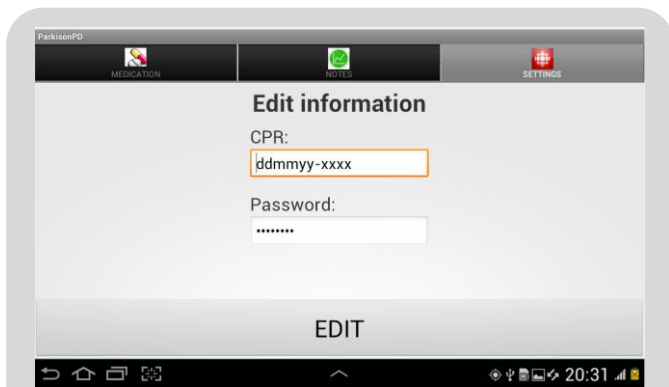 ParkisonPD
MEDICATION
NOTES
SETTINGS
Edit information
CPR:
ddmmyy-xxxx
Password:
••••••••
EDIT
20:31